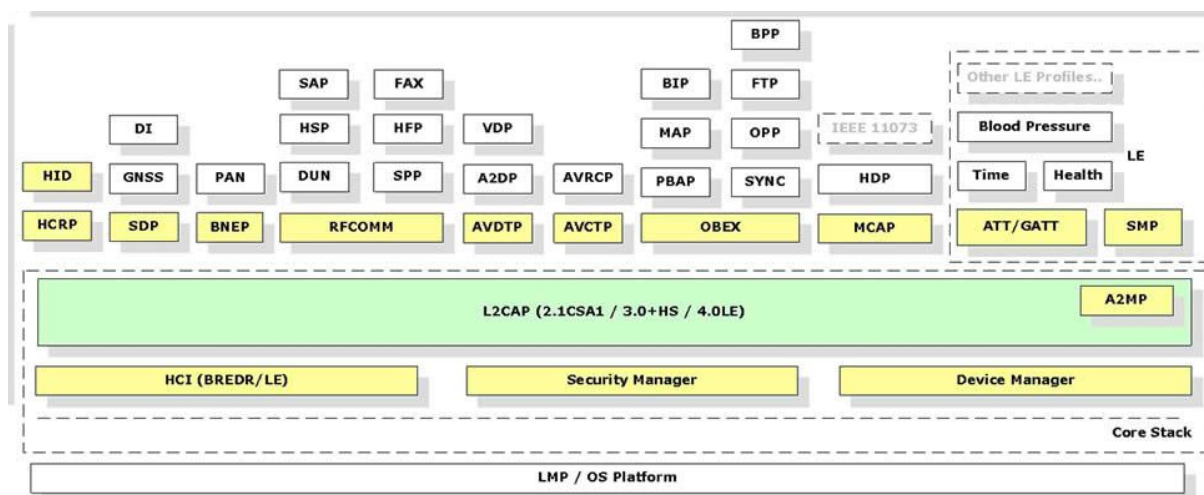 BPP
SAP FAX BIP FTP Other LE Profiles..
DI HSP HFP VDP MAP OPP IEEE 11073 Blood Pressure
LE
HID GNSS PAN DUN SPP A2DP AVRCP PBAP SYNC HDP Time Health
HCRP SDP BNEP RFCOMM AVDTP AVCTP OBEX MCAP ATT/GATT SMP
A2MP
L2CAP (2.1CSA1 / 3.0+HS / 4.0LE)
HCI (BREDR/LE) Security Manager Device Manager
Core Stack
LMP / OS Platform